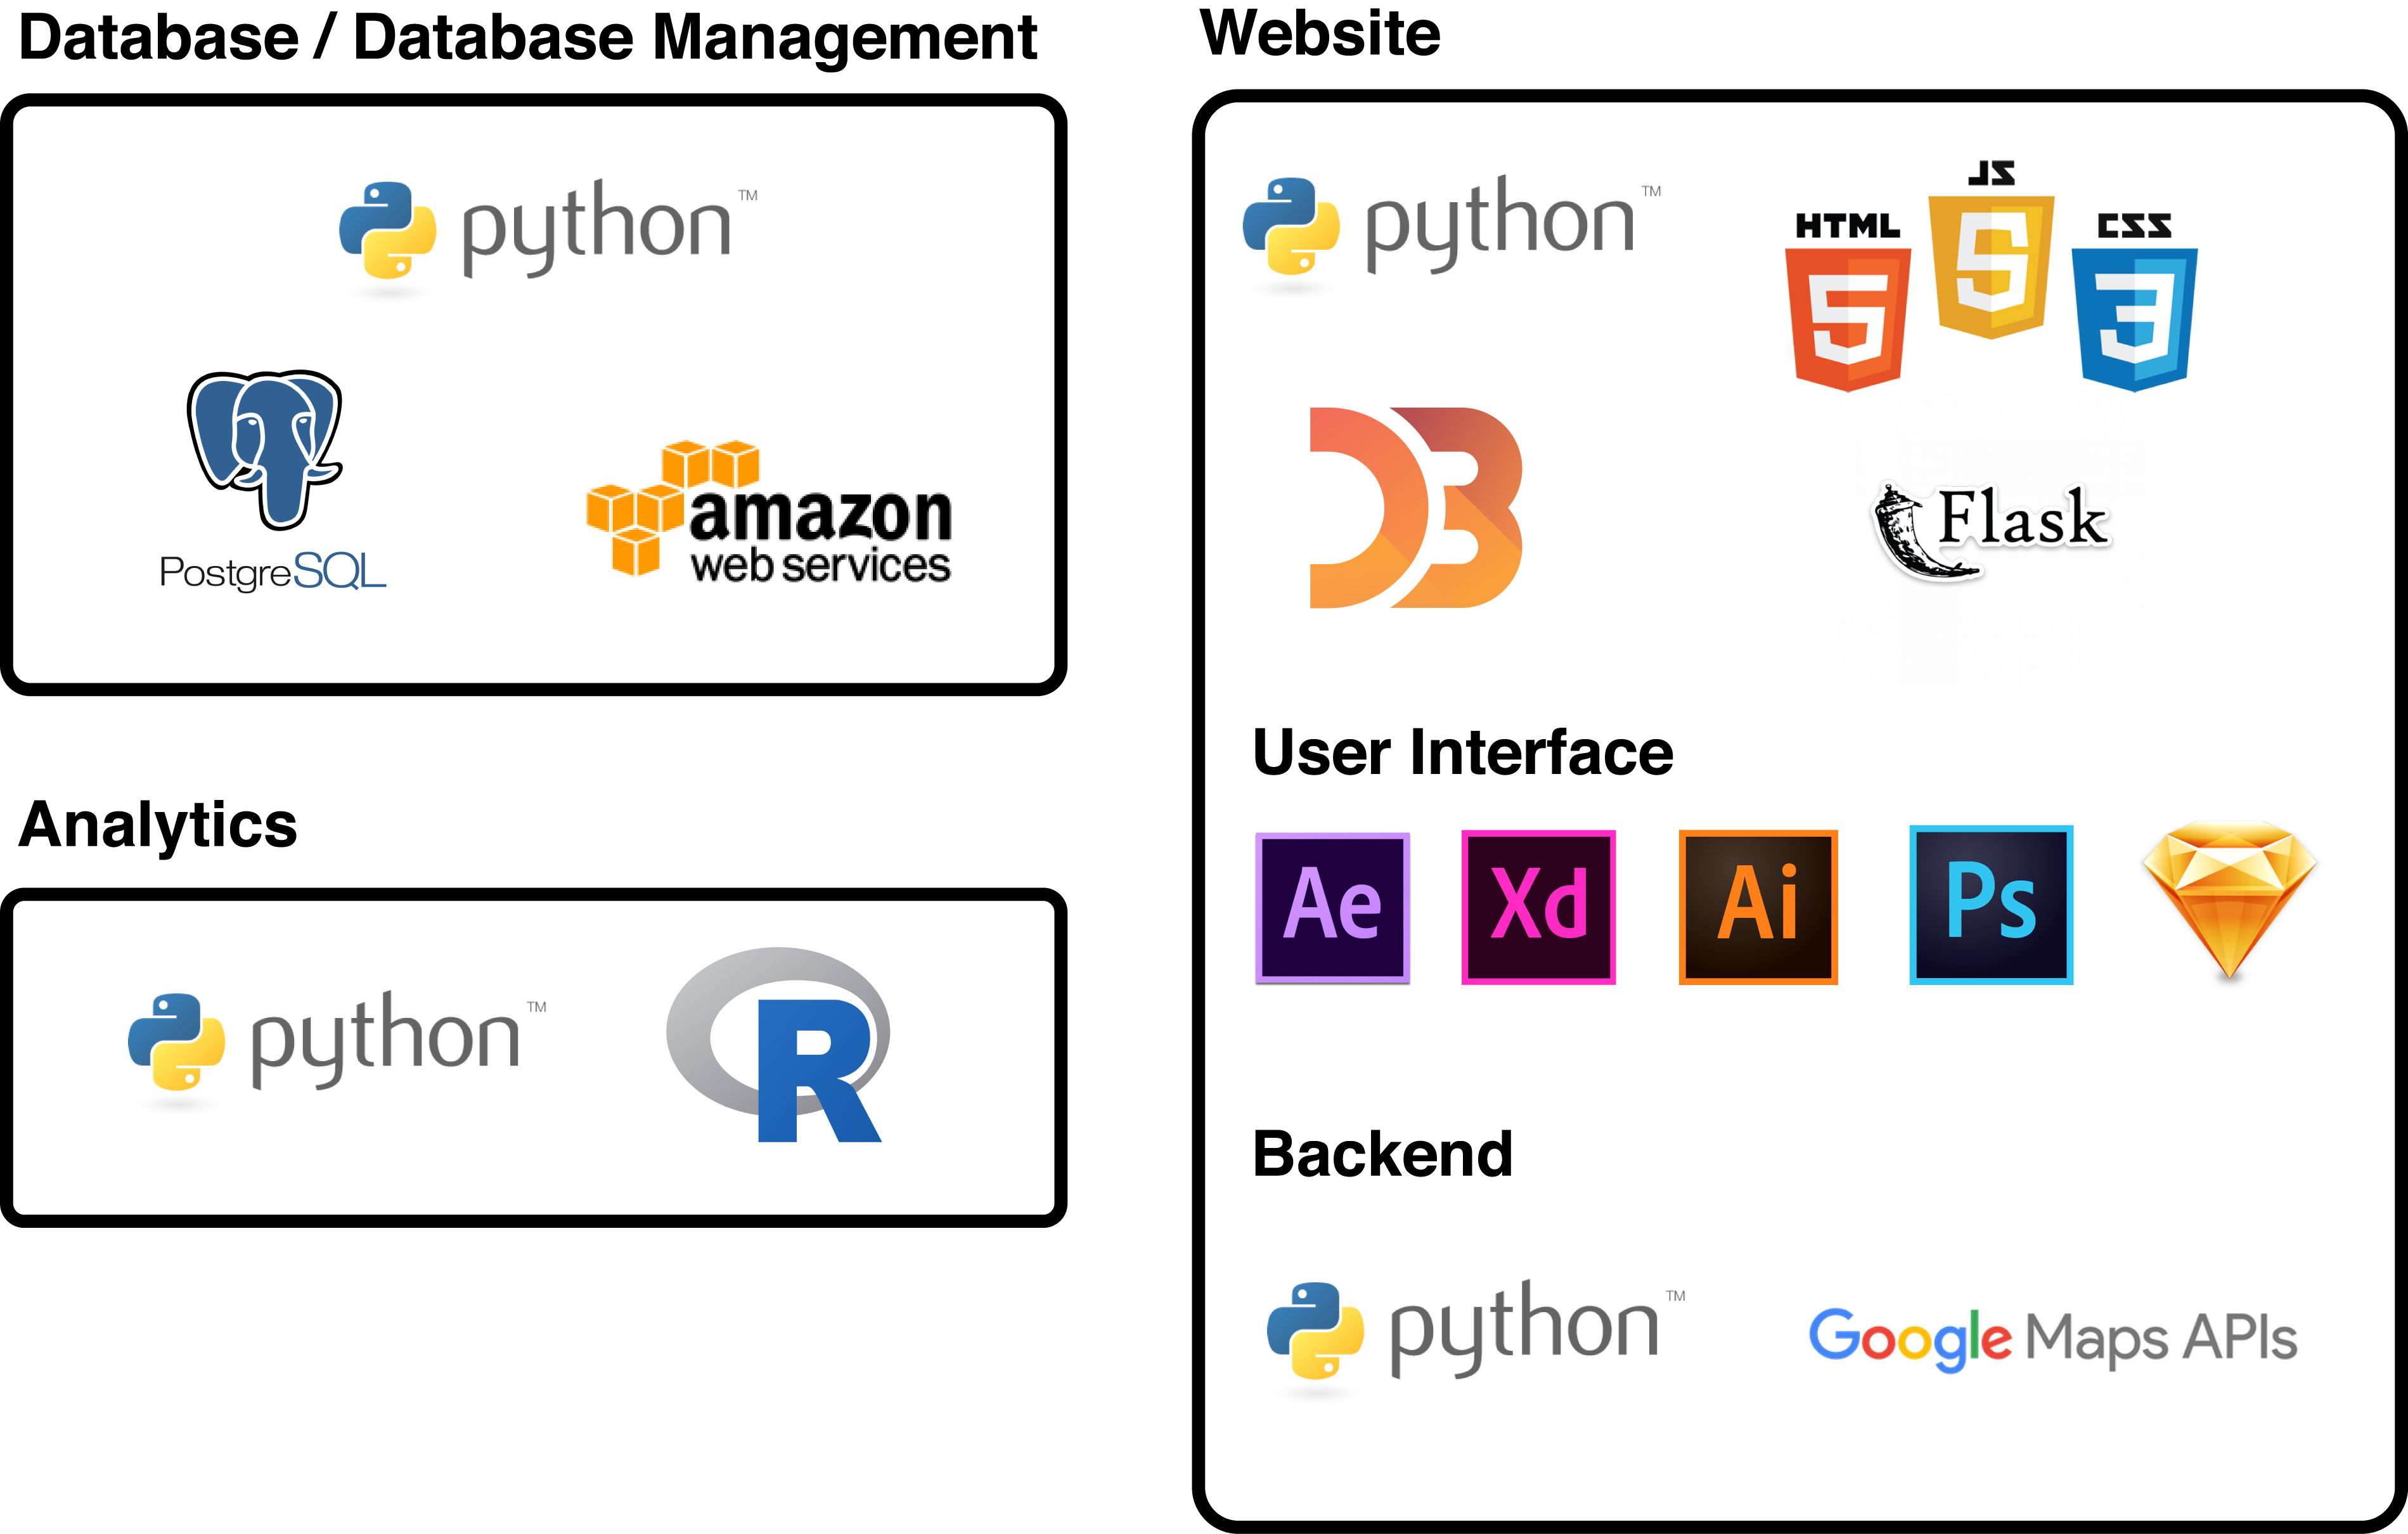 Database / Database Management
python™
PostgreSQL
amazon
web services
Analytics
python™
R
Website
python™
HTML JS CSS
5 5 3
D3
Flask
User Interface
Ae Xd Ai Ps
Backend
python™
Google Maps APIs